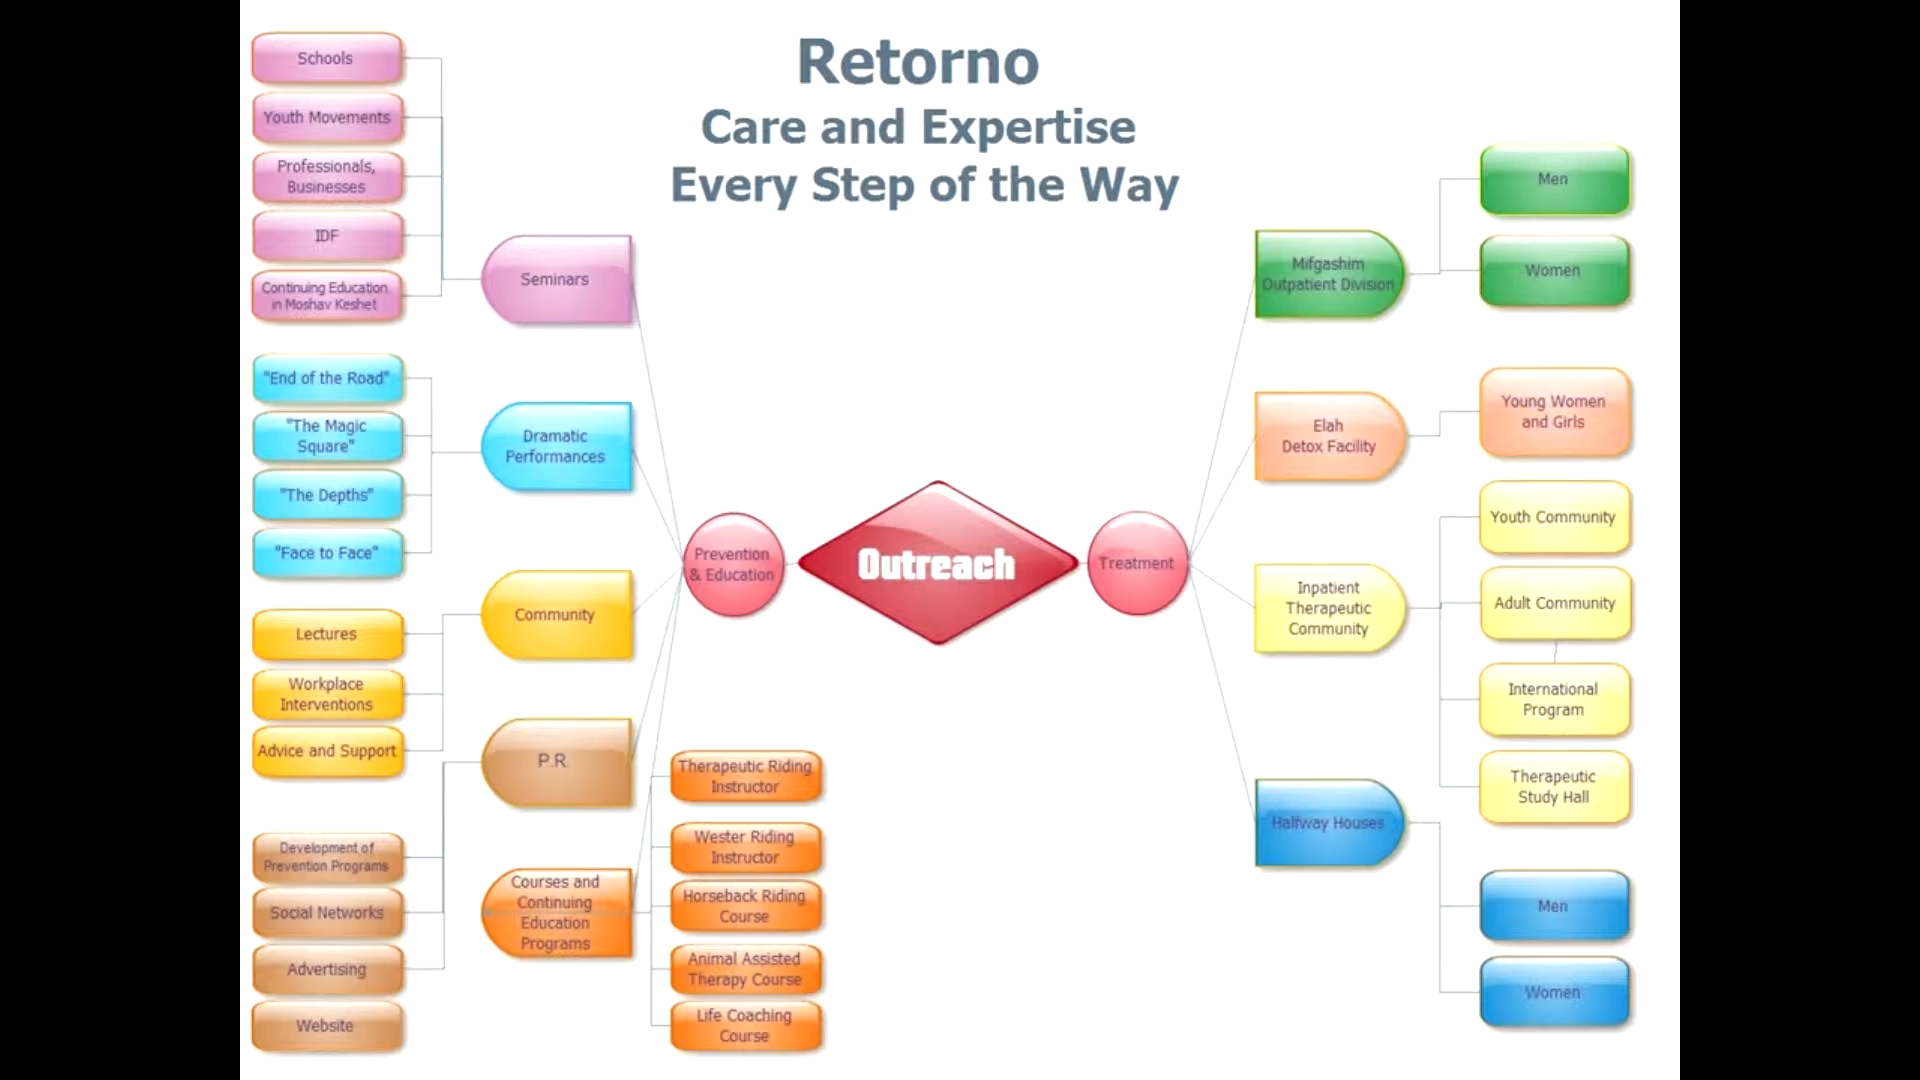 Retorno
Care and Expertise
Every Step of the Way
Schools
Youth Movements
Professionals,
Businesses
IDF
Continuing Education
in Moshav Keshet
Seminars
"End of the Road"
"The Magic
Square"
"The Depths"
"Face to Face"
Dramatic
Performances
Lectures
Workplace
Interventions
Advice and Support
Community
P.R.
Development of
Prevention Programs
Social Networks
Advertising
Website
Courses and
Continuing
Education
Programs
Therapeutic Riding
Instructor
Wester Riding
Instructor
Horseback Riding
Course
Animal Assisted
Therapy Course
Life Coaching
Course
Prevention
& Education
Outreach
Treatment
Mifgashim
Outpatient Division
Men
Women
Elah
Detox Facility
Young Women
and Girls
Inpatient
Therapeutic
Community
Youth Community
Adult Community
International
Program
Therapeutic
Study Hall
Halfway Houses
Men
Women